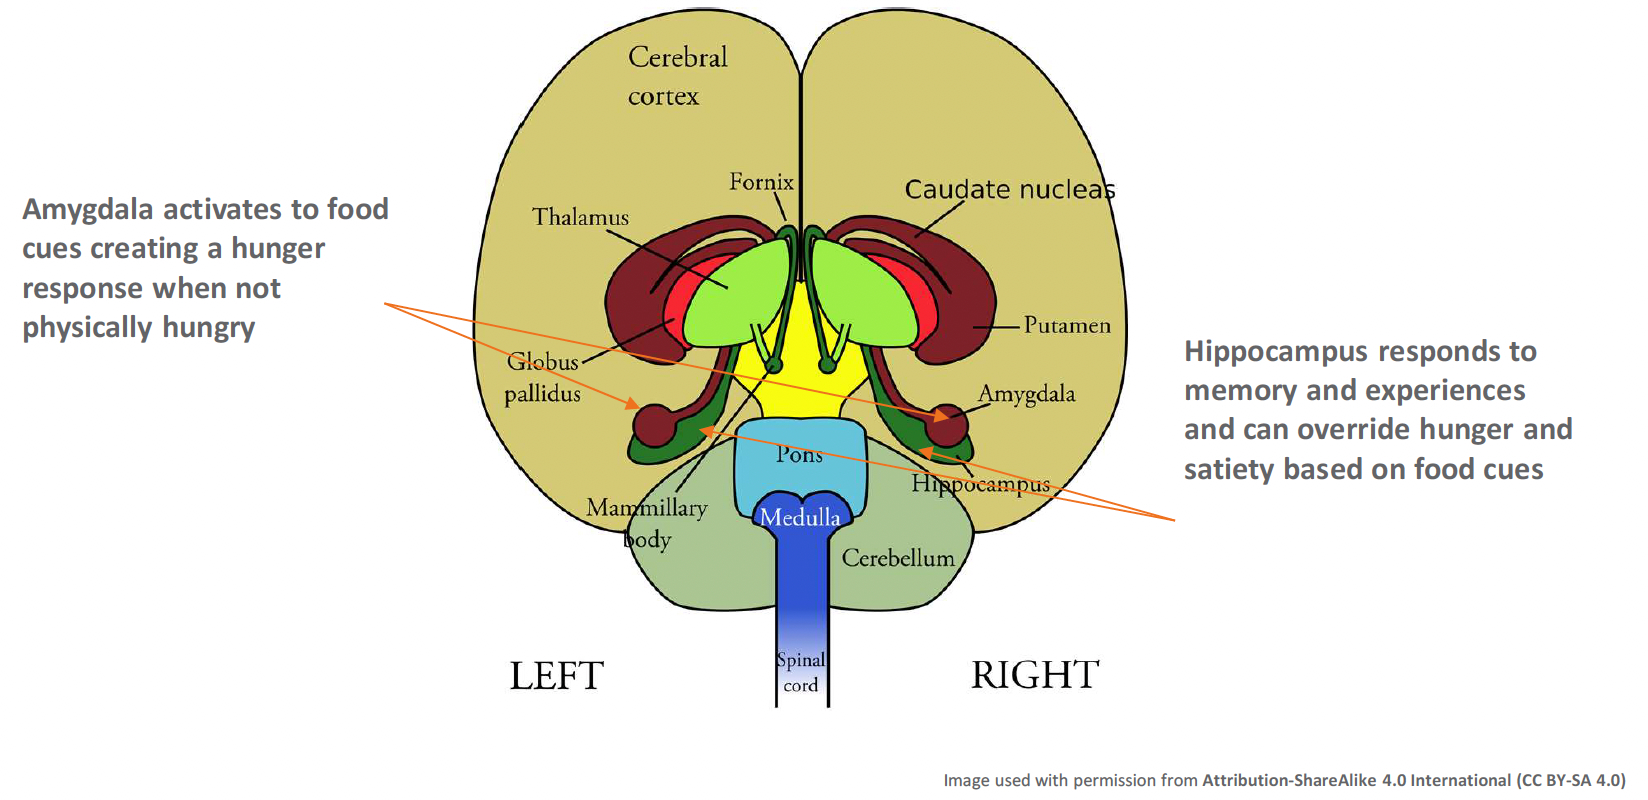 Cerebral
cortex
Fornix
Caudate nucleas
Thalamus
Amygdala activates to food
cues creating a hunger
response when not
physically hungry
Putamen
Globus
pallidus
Amygdala
Hippocampus responds to
memory and experiences
and can override hunger and
satiety based on food cues
Pons
Hippocampus
Mammillary
body
Medulla
Cerebellum
Spinal
cord
LEFT
RIGHT
Image used with permission from Attribution-ShareAlike 4.0 International (CC BY-SA 4.0)